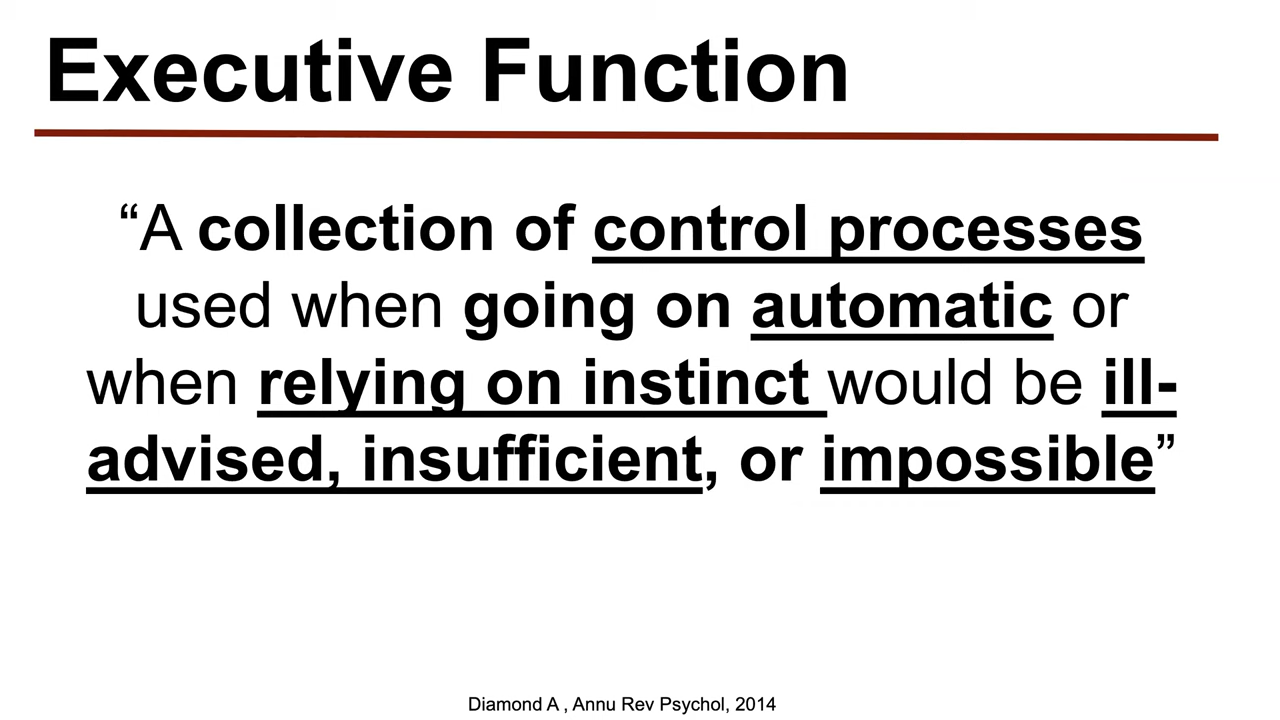 Executive Function
“A collection of control processes
used when going on automatic or
when relying on instinct would be ill-
advised, insufficient, or impossible”
Diamond A , Annu Rev Psychol, 2014